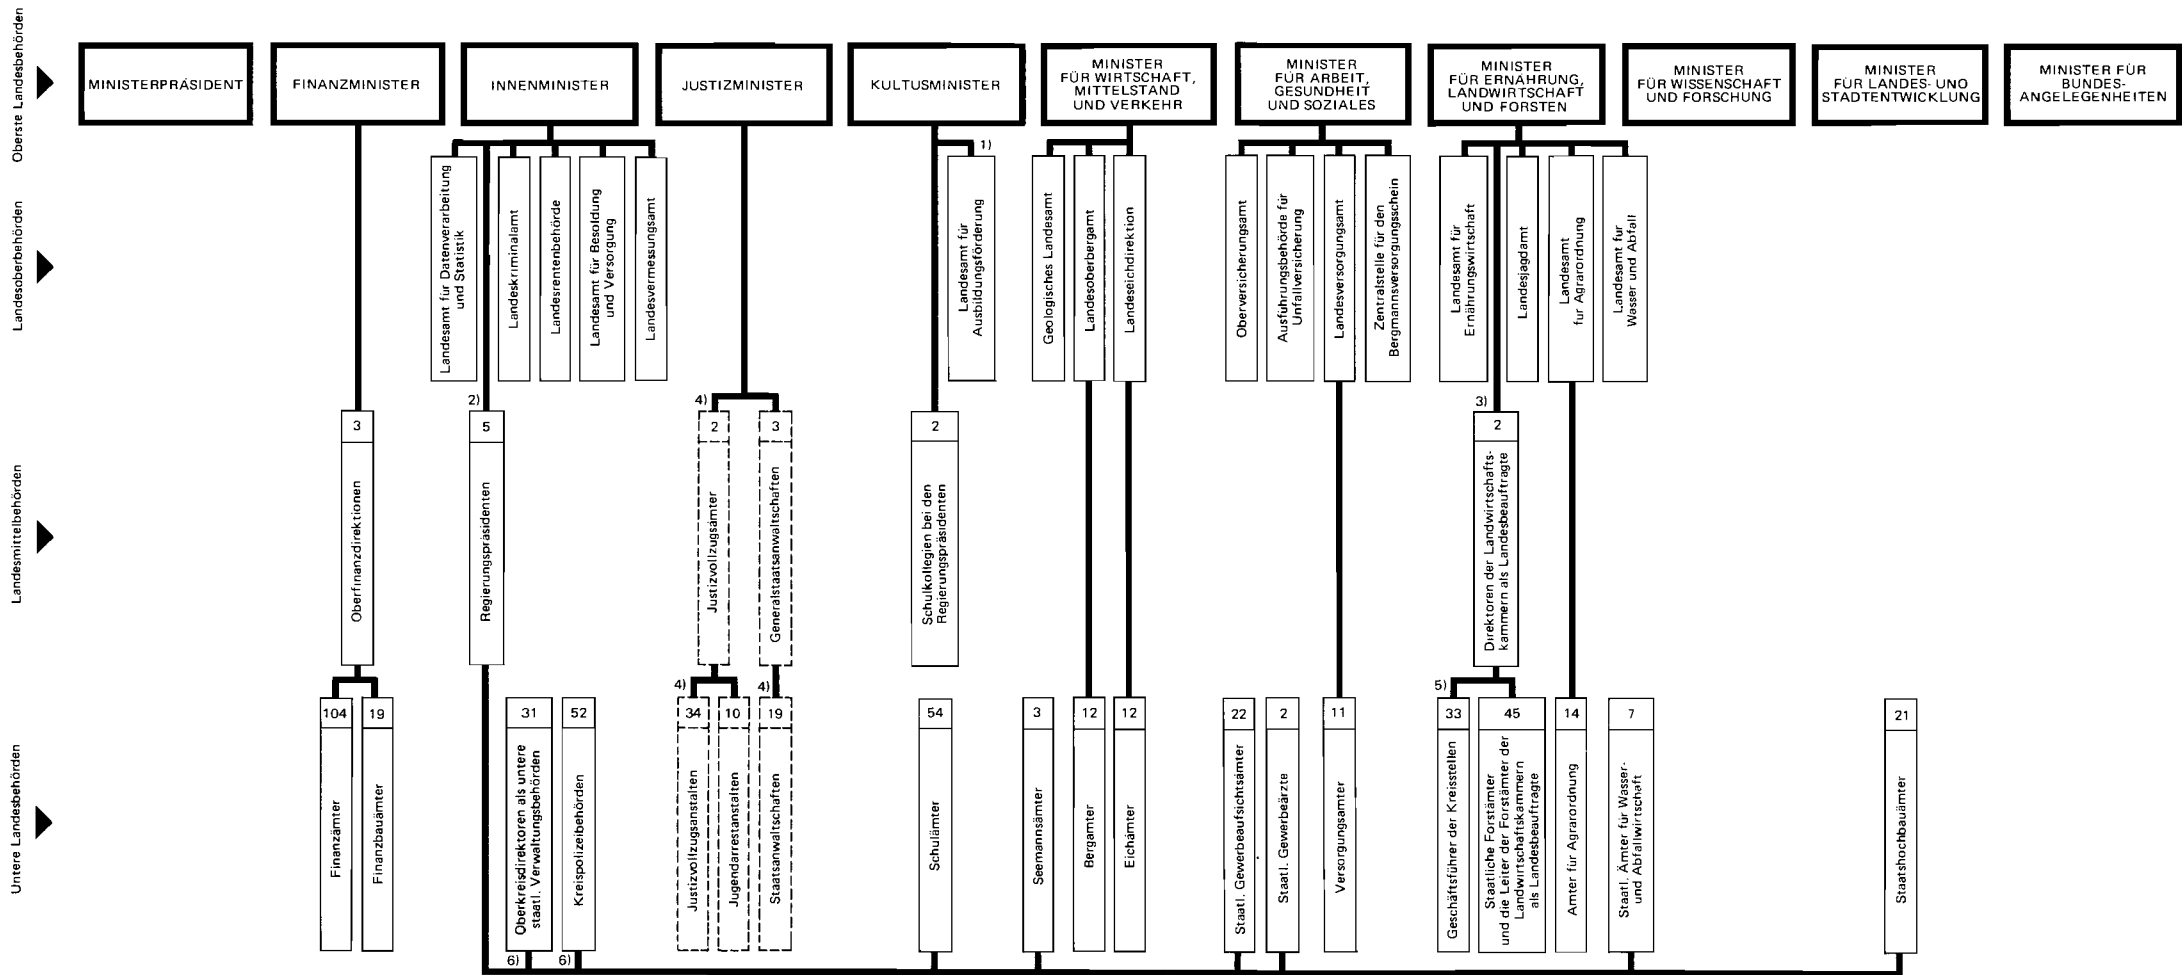 Oberste Landesbehörden
MINISTERPRÄSIDENT
FINANZMINISTER
INNENMINISTER
JUSTIZMINISTER
KULTUSMINISTER
MINISTER
FÜR WIRTSCHAFT,
MITTELSTAND
UND VERKEHR
MINISTER
FÜR ARBEIT,
GESUNDHEIT
UND SOZIALES
MINISTER
FÜR ERNÄHRUNG,
LANDWIRTSCHAFT
UND FORSTEN
MINISTER
FÜR WISSENSCHAFT
UND FORSCHUNG
MINISTER
FÜR LANDES- UND
STADTENTWICKLUNG
MINISTER FÜR
BUNDES-
ANGELEGENHEITEN
Landesoberbehörden
Landesamt für Datenverarbeitung
und Statistik
Landeskriminalamt
Landesrentenbehörde
Landesamt für Besoldung
und Versorgung
Landesvermessungsamt
1)
Landesamt für
Ausbildungsförderung
Geologisches Landesamt
Landesoberbergamt
Landeseichdirektion
Oberversicherungsamt
Ausführungsbehörde für
Unfallversicherung
Landesversorgungsamt
Zentralstelle für den
Bergmannsversorgungsschein
Landesamt für
Ernährungswirtschaft
Landesjagdamt
Landesamt
fur Agrarordnung
Landesamt fur
Wasser und Abfall
Landesmittelbehörden
3
Oberfinanzdirektionen
2)
5
Regierungspräsidenten
4)
2
Justizvollzugsämter
3
Generalstaatsanwaltschaften
2
Schulkollegien bei den
Regierungspräsidenten
3)
2
Direktoren der Landwirtschafts-
kammern als Landesbeauftragte
Untere Landesbehörden
104
Finanzämter
19
Finanzbauämter
31
Oberkreisdirektoren als untere
staatl. Verwaltungsbehörden
6)
52
Kreispolizeibehörden
6)
4)
34
Justizvollzugsanstalten
10
Jugendarrestanstalten
4)
19
Staatsanwaltschaften
54
Schulämter
3
Seemannsämter
12
Bergamter
12
Eichämter
22
Staatl. Gewerbeaufsichtsämter
2
Staatl. Gewerbeärzte
11
Versorgungsamter
5)
33
Geschäftsführer der Kreisstellen
45
Staatliche Forstämter
und die Leiter der Forstämter der
Landwirtschaftskammern
als Landesbeauftragte
14
Amter für Agrarordnung
7
Staatl. Ämter für Wasser-
und Abfallwirtschaft
21
Staatshochbauämter